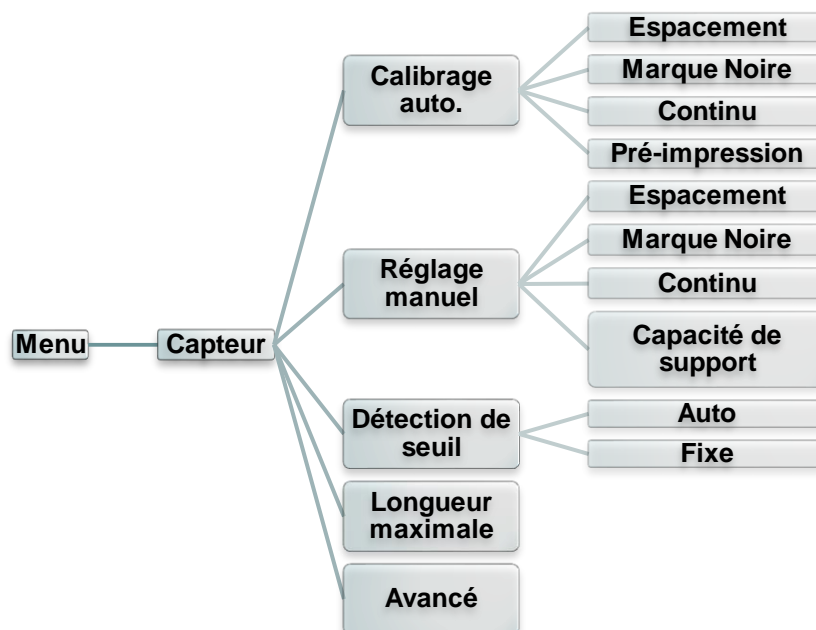 Menu
Capteur
Calibrage
auto.
Espacement
Marque Noire
Continu
Pré-impression
Réglage
manuel
Espacement
Marque Noire
Continu
Capacité de
support
Détection de
seuil
Auto
Fixe
Longueur
maximale
Avancé